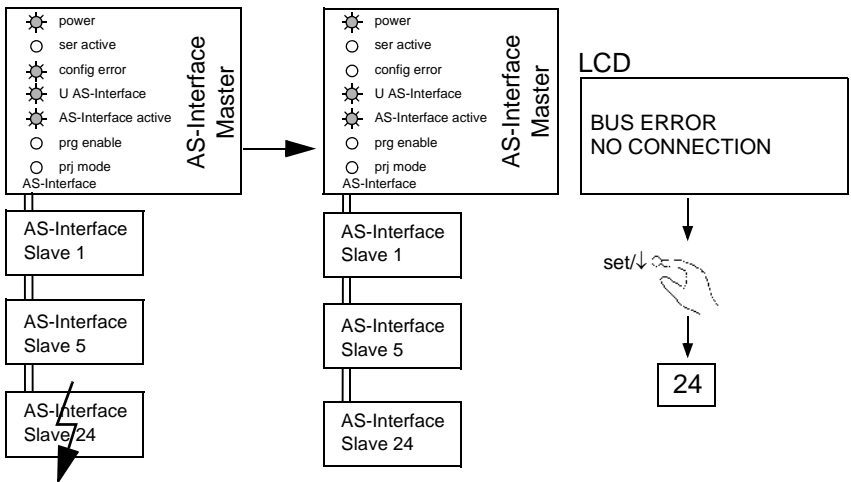 power
ser active
config error
U AS-Interface
AS-Interface active
prg enable
prj mode
AS-Interface
AS-Interface
Master
AS-Interface
Slave 1
AS-Interface
Slave 5
AS-Interface
Slave 24
power
ser active
config error
U AS-Interface
AS-Interface active
prg enable
prj mode
AS-Interface
AS-Interface
Master
AS-Interface
Slave 1
AS-Interface
Slave 5
AS-Interface
Slave 24
LCD
BUS ERROR
NO CONNECTION
set/↓
24